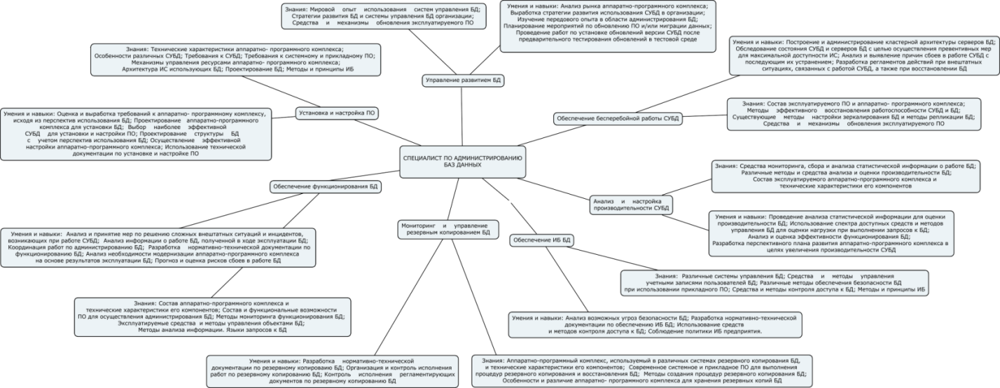 Знания: Мировой опыт использования систем управления БД;
Стратегии развития БД и системы управления БД организации;
Средства и механизмы обновления эксплуатируемого ПО
Умения и навыки: Анализ рынка аппаратно-программного комплекса;
Выработка стратегии развития использования СУБД в организации;
Изучение передового опыта в области администрирования БД;
Планирование мероприятий по обновлению ПО и/или миграции данных;
Проведение работ по установке обновлений версии СУБД после
предварительного тестирования обновлений в тестовой среде
Управление развитием БД
Знания: Технические характеристики аппаратно- программного комплекса;
Особенности различных СУБД; Требования к СУБД; Требования к системному и прикладному ПО;
Механизмы управления ресурсами аппаратно- программного комплекса;
Архитектура ИС использующих БД; Проектирование БД; Методы и принципы ИБ
Установка и настройка ПО
Умения и навыки: Оценка и выработка требований к аппаратно- программному комплексу,
исходя из перспектив использования БД; Проектирование аппаратно-программного
комплекса для установки БД; Выбор наиболее эффективной
СУБД для установки и настройки ПО; Проектирование структуры БД
с учетом перспектив использования БД; Осуществление эффективной
настройки аппаратно-программного комплекса; Использование технической
документации по установке и настройке ПО
Умения и навыки: Построение и администрирование кластерной архитектуры серверов БД;
Обследование состояния СУБД и серверов БД с целью осуществления превентивных мер
для максимальной доступности ИС; Анализ и выявление причин сбоев в работе СУБД с
последующим их устранением; Разработка регламентов действий при внештатных
ситуациях, связанных с работой СУБД, а также при восстановлении БД
Обеспечение бесперебойной работы СУБД
Знания: Состав эксплуатируемого ПО и аппаратно- программного комплекса;
Методы эффективного восстановления работоспособности СУБД и БД;
Существующие методы настройки зеркалирования БД и методы репликации БД;
Средства и механизмы обновления эксплуатируемого ПО
СПЕЦИАЛИСТ ПО АДМИНИСТРИРОВАНИЮ
БАЗ ДАННЫХ
Знания: Средства мониторинга, сбора и анализа статистической информации о работе БД;
Различные методы и средства анализа и оценки производительности БД;
Состав эксплуатируемого аппаратно-программного комплекса и
технические характеристики его компонентов
Анализ и настройка
производительности СУБД
Умения и навыки: Проведение анализа статистической информации для оценки
производительности БД; Использование спектра доступных средств и методов
управления БД для оценки нагрузки при выполнении запросов к БД;
Анализ и оценка эффективности функционирования БД;
Разработка перспективного плана развития аппаратно-программного комплекса в
целях увеличения производительности СУБД
Обеспечение функционирования БД
Умения и навыки: Анализ и принятие мер по решению сложных внештатных ситуаций и инцидентов,
возникающих при работе СУБД; Анализ информации о работе БД, полученной в ходе эксплуатации БД;
Координация работ по администрированию БД; Разработка нормативно-технической документации по
функционированию БД; Анализ необходимости модернизации аппаратно-программного комплекса
на основе результатов эксплуатации БД; Прогноз и оценка рисков сбоев в работе БД
Знания: Состав аппаратно-программного комплекса и
технические характеристики его компонентов; Состав и функциональные возможности
ПО для осуществления администрирования БД; Методы мониторинга функционирования БД;
Эксплуатируемые средства и методы управления объектами БД;
Методы анализа информации. Языки запросов к БД
Мониторинг и управление
резервным копированием БД
Обеспечение ИБ БД
Знания: Различные системы управления БД; Средства и методы управления
учетными записями пользователей БД; Различные методы обеспечения безопасности БД
при использовании прикладного ПО; Средства и методы контроля доступа к БД; Методы и принципы ИБ
Умения и навыки: Анализ возможных угроз безопасности БД; Разработка нормативно-технической
документации по обеспечению ИБ БД; Использование средств
и методов контроля доступа к БД; Соблюдение политики ИБ предприятия.
Умения и навыки: Разработка нормативно-технической
документации по резервному копированию БД; Организация и контроль исполнения
работ по резервному копированию БД; Контроль исполнения регламентирующих
документов по резервному копированию БД
Знания: Аппаратно-программный комплекс, используемый в различных системах резервного копирования БД,
и технические характеристики его компонентов; Современное системное и прикладное ПО для выполнения
процедур резервного копирования и восстановления БД; Методы создания процедур резервного копирования БД;
Особенности и различие аппаратно- программного комплекса для хранения резервных копий БД